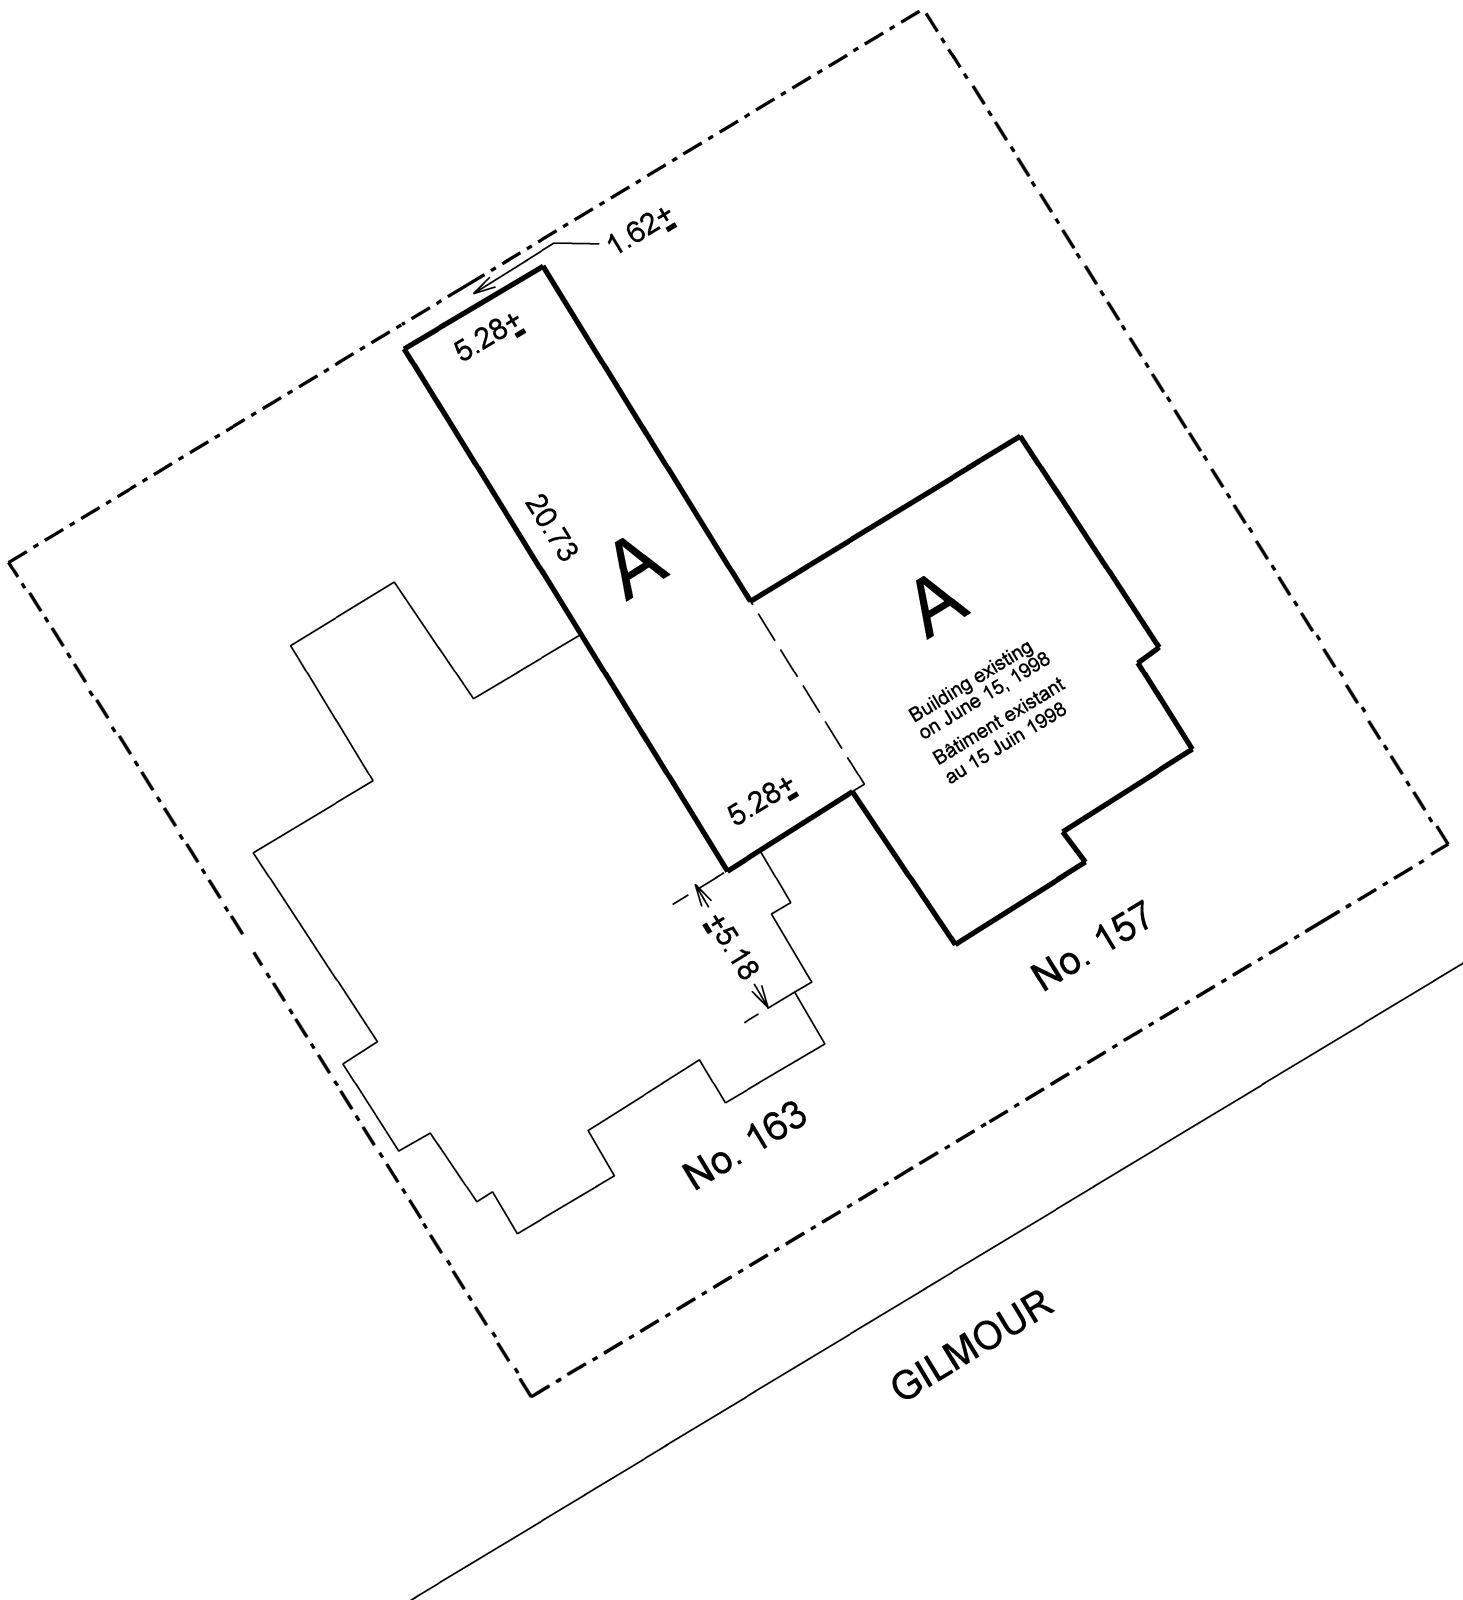 1.62±
5.28±
20.73
A
A
Building existing
on June 15, 1998
Bâtiment existant
au 15 Juin 1998
5.28±
±5.18
No. 157
No. 163
GILMOUR